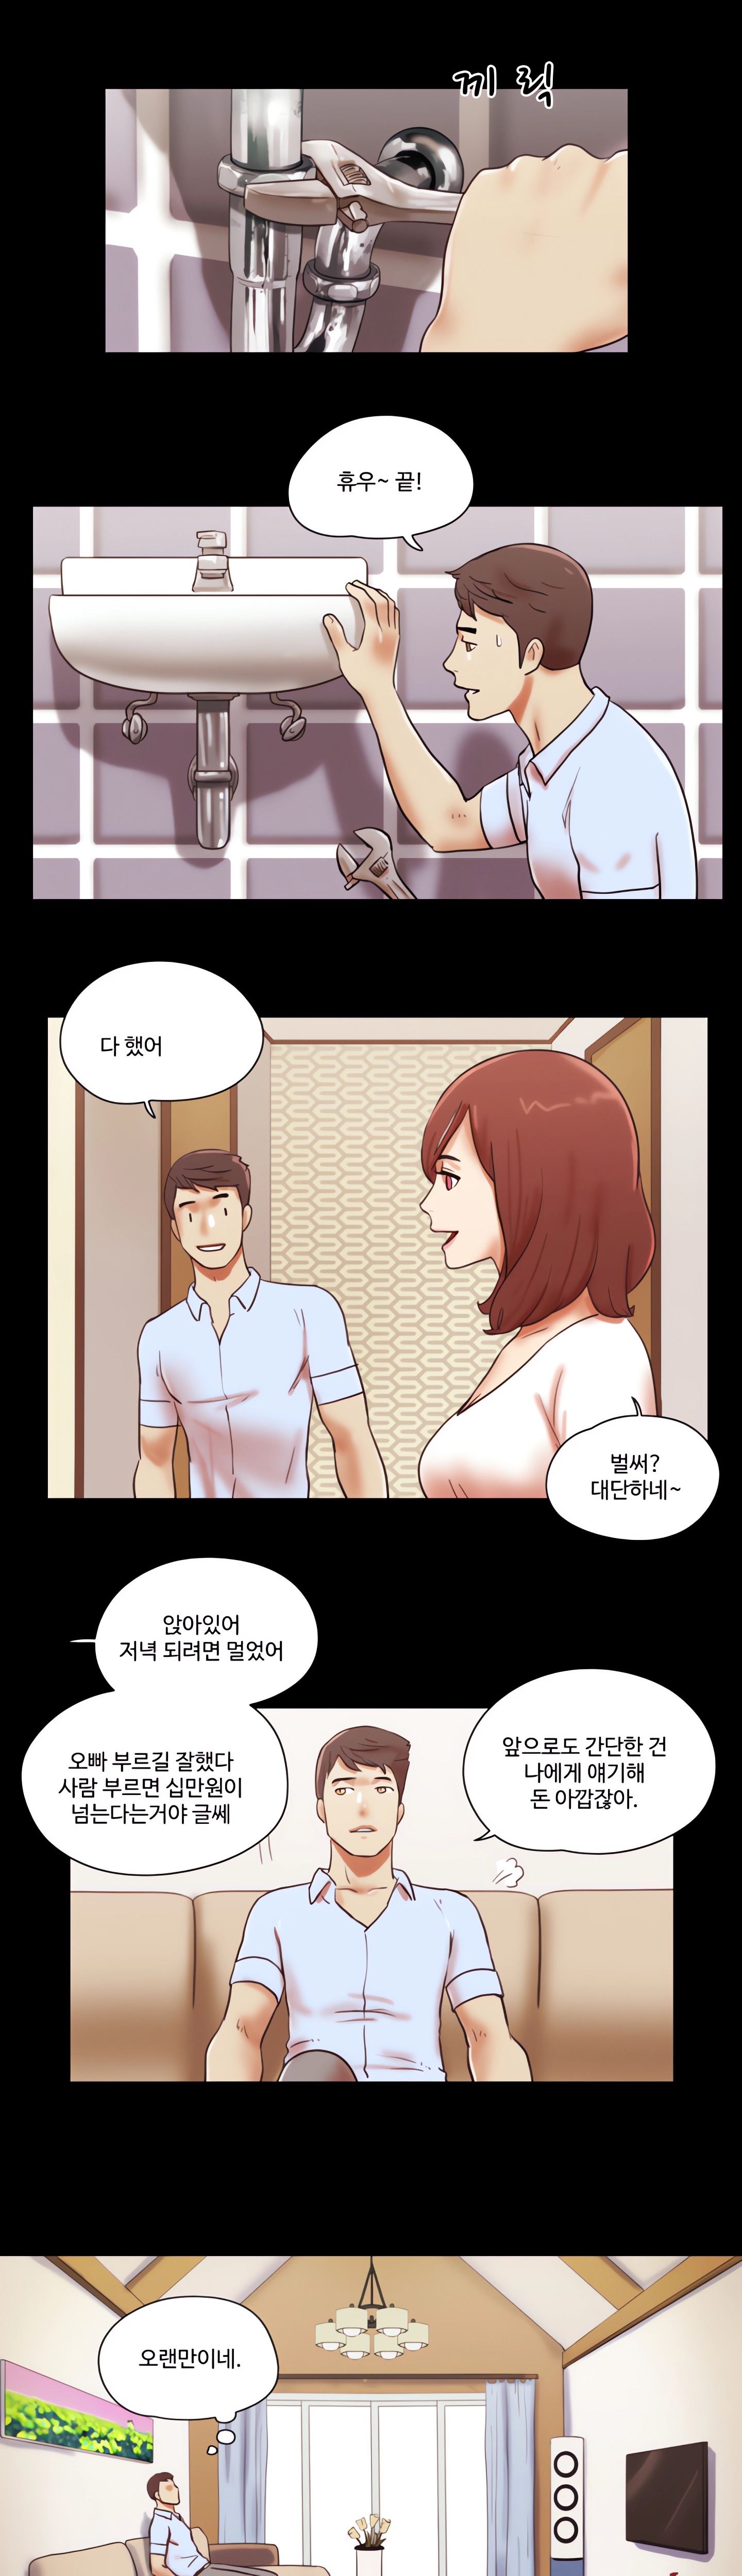 끼 릭
휴우~ 끝!
다 했어
벌써?
대단하네~
앉아있어
저녁 되려면 멀었어
오빠 부르길 잘했다
사람 부르면 십만원이
넘는다는거야 글쎄
앞으로도 간단한 건
나에게 얘기해
돈 아깝잖아.
오랜만이네.